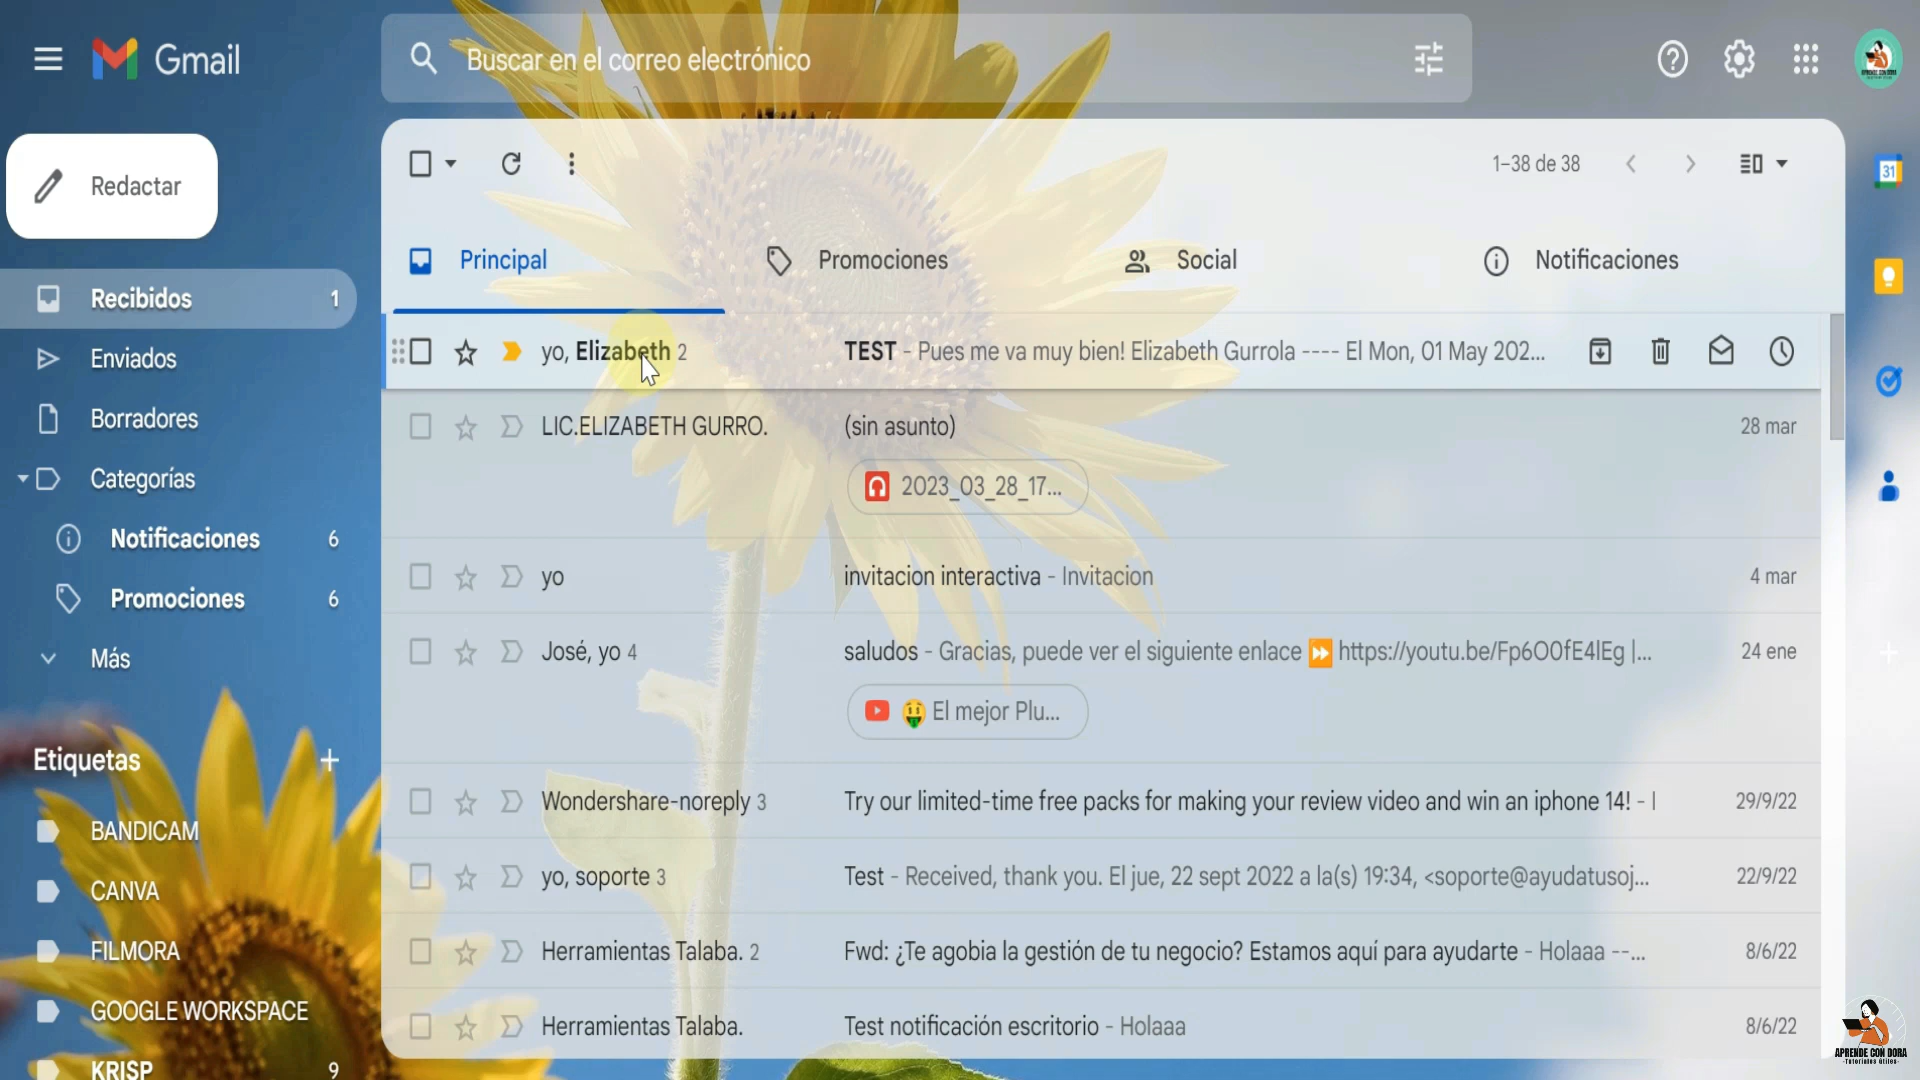 Gmail
Buscar en el correo electrónico
Redactar
1–38 de 38
Recibidos 1
Enviados
Borradores
Categorías
Notificaciones 6
Promociones 6
Más
Etiquetas
BANDICAM
CANVA
FILMORA
GOOGLE WORKSPACE
KRISP 9
Principal Promociones Social Notificaciones
yo, Elizabeth 2 TEST - Pues me va muy bien! Elizabeth Gurrola ---- El Mon, 01 May 202...
LIC.ELIZABETH GURRO. (sin asunto) 28 mar
2023_03_28_17...
yo invitacion interactiva - Invitacion 4 mar
José, yo 4 saludos - Gracias, puede ver el siguiente enlace ⏩ https://youtu.be/Fp6O0fE4lEg |... 24 ene
🤑 El mejor Plu...
Wondershare-noreply 3 Try our limited-time free packs for making your review video and win an iphone 14! - l 29/9/22
yo, soporte 3 Test - Received, thank you. El jue, 22 sept 2022 a la(s) 19:34, <soporte@ayudatusoj... 22/9/22
Herramientas Talaba. 2 Fwd: ¿Te agobia la gestión de tu negocio? Estamos aquí para ayudarte - Holaaa --... 8/6/22
Herramientas Talaba. Test notificación escritorio - Holaaa 8/6/22
31
APRENDE CON DORA
-Tutoriales útiles-